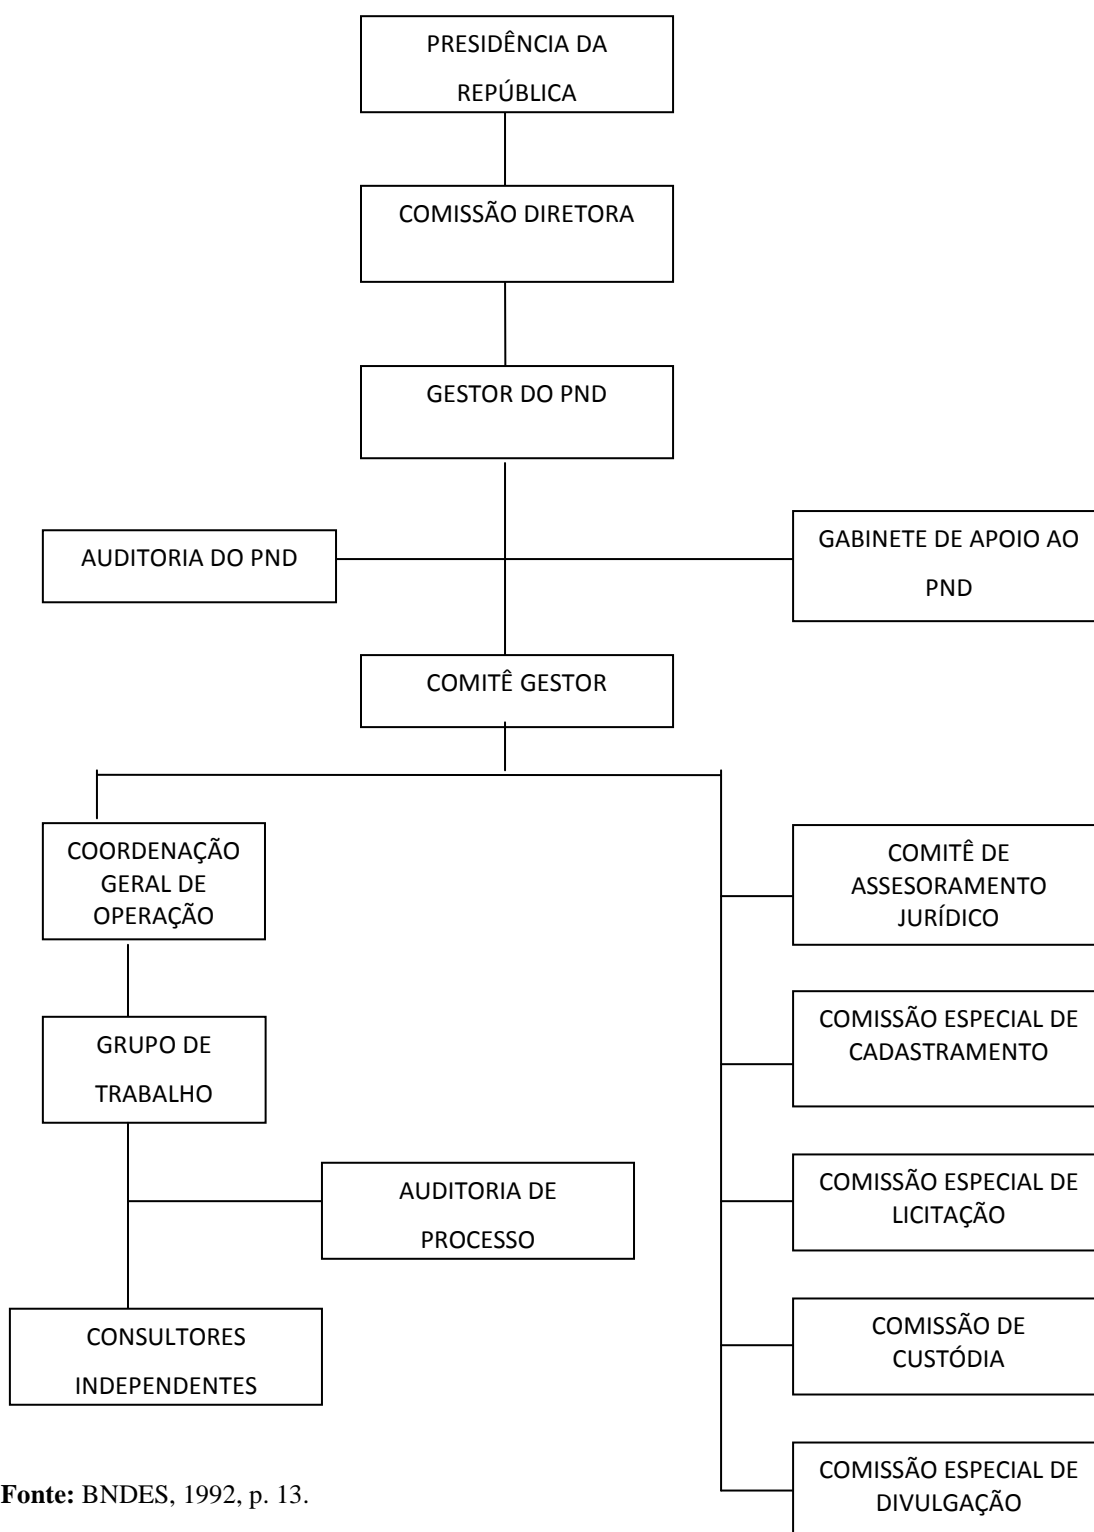 PRESIDÊNCIA DA
REPÚBLICA
COMISSÃO DIRETORA
GESTOR DO PND
AUDITORIA DO PND
GABINETE DE APOIO AO
PND
COMITÊ GESTOR
COORDENAÇÃO
GERAL DE
OPERAÇÃO
GRUPO DE
TRABALHO
AUDITORIA DE
PROCESSO
CONSULTORES
INDEPENDENTES
COMITÊ DE
ASSESORAMENTO
JURÍDICO
COMISSÃO ESPECIAL DE
CADASTRAMENTO
COMISSÃO ESPECIAL DE
LICITAÇÃO
COMISSÃO DE
CUSTÓDIA
COMISSÃO ESPECIAL DE
DIVULGAÇÃO
Fonte: BNDES, 1992, p. 13.